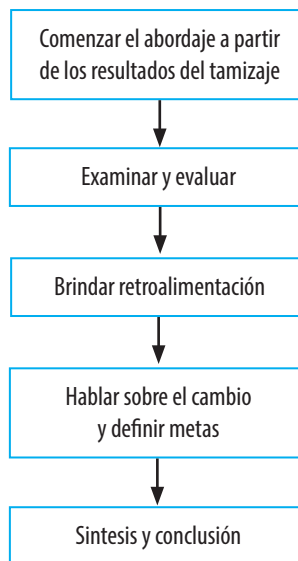 Comenzar el abordaje a partir
de los resultados del tamizaje
Examinar y evaluar
Brindar retroalimentación
Hablar sobre el cambio
y definir metas
Sintesis y conclusión